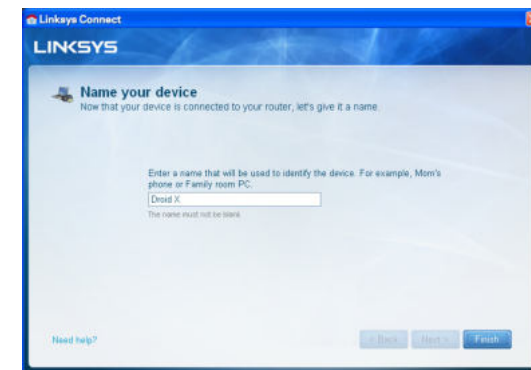 Linksys Connect
LINKSYS
Name your device
Now that your device is connected to your router, let's give it a name.
Enter a name that will be used to identify the device. For example, Mom's
phone or Family room PC.
Droid X
The name must not be blank.
Need help?
< Back Next > Finish